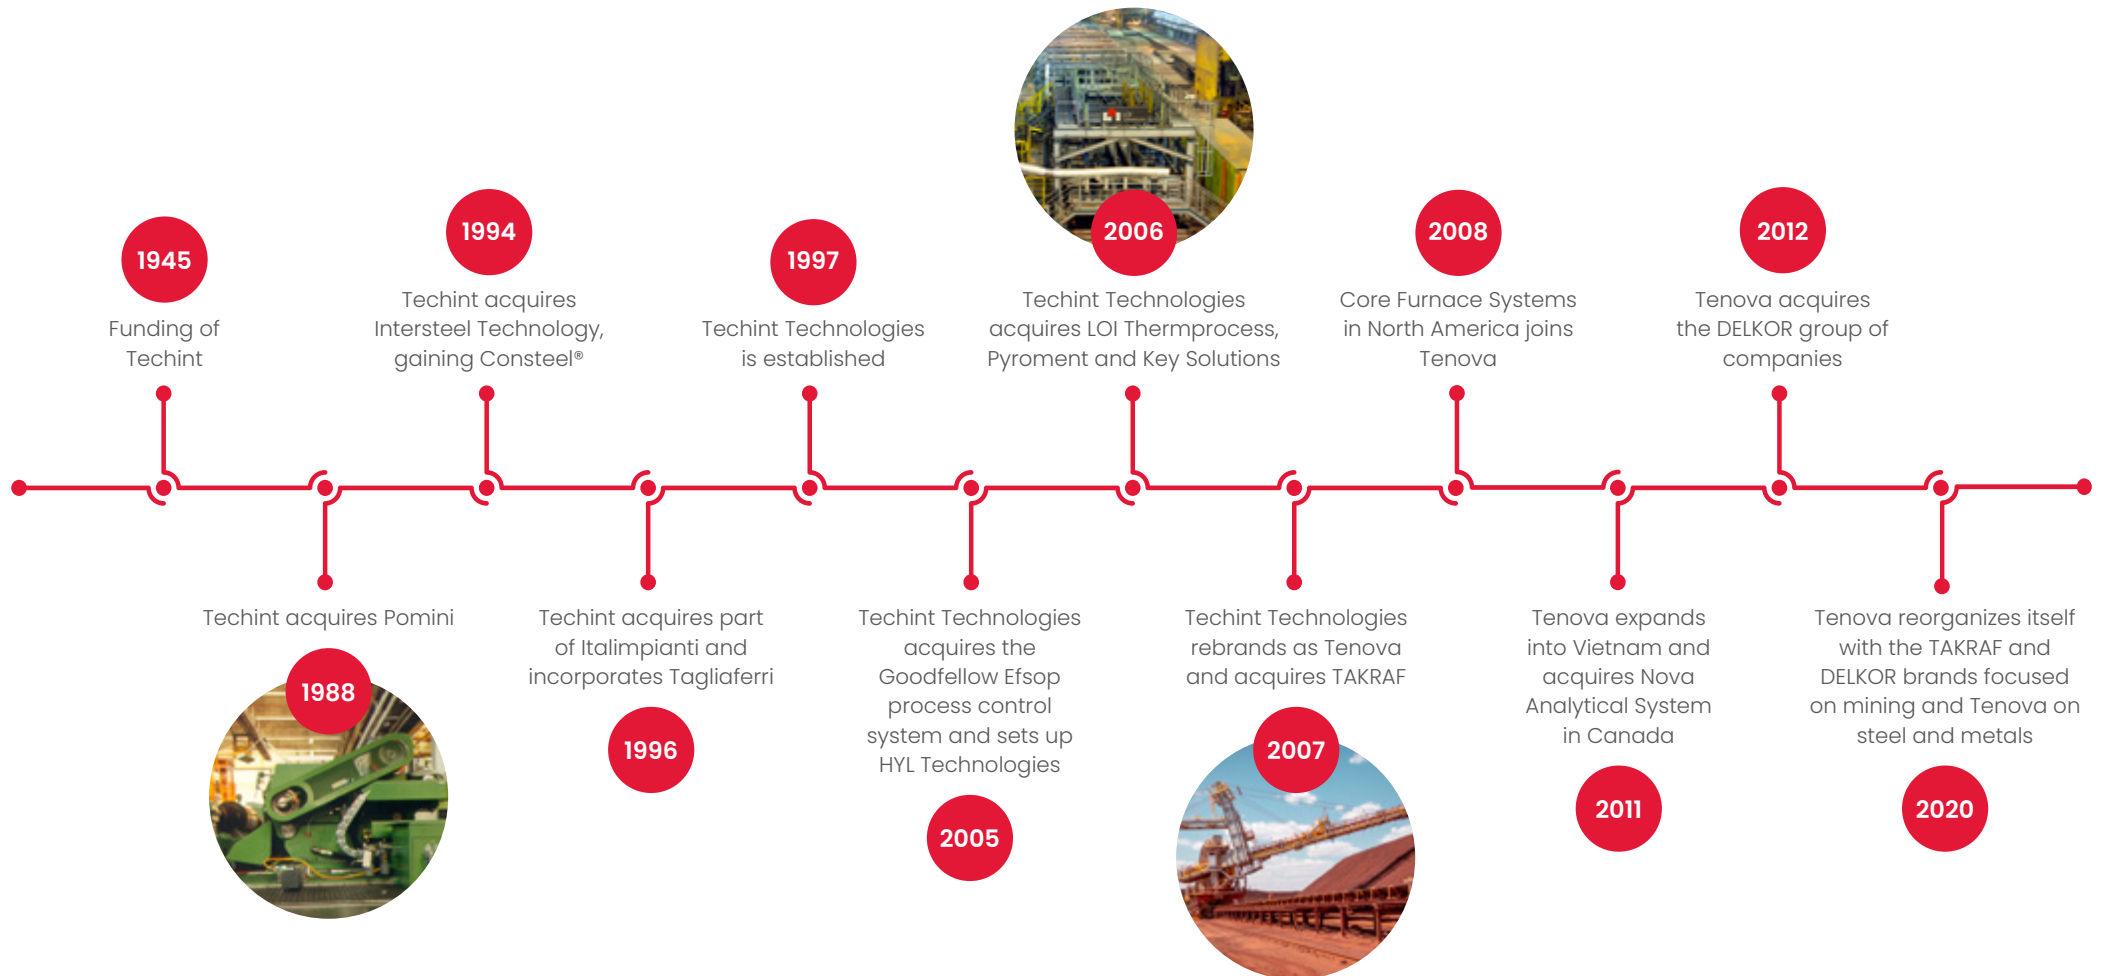 1945
Funding of
Techint
Techint acquires Pomini
1988
1994
Techint acquires
Intersteel Technology,
gaining Consteel®
Techint acquires part
of Italimpianti and
incorporates Tagliaferri
1996
1997
Techint Technologies
is established
Techint Technologies
acquires the
Goodfellow Efsop
process control
system and sets up
HYL Technologies
2005
2006
Techint Technologies
acquires LOI Thermprocess,
Pyroment and Key Solutions
Techint Technologies
rebrands as Tenova
and acquires TAKRAF
2007
2008
Core Furnace Systems
in North America joins
Tenova
Tenova expands
into Vietnam and
acquires Nova
Analytical System
in Canada
2011
2012
Tenova acquires
the DELKOR group of
companies
Tenova reorganizes itself
with the TAKRAF and
DELKOR brands focused
on mining and Tenova on
steel and metals
2020